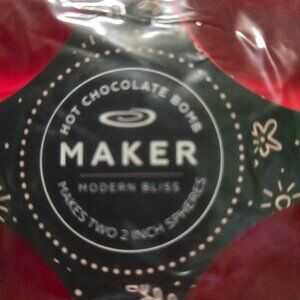 HOT CHOCOLATE BOMB
MAKER
MODERN BLISS
MAKES TWO 2 INCH SPHERES